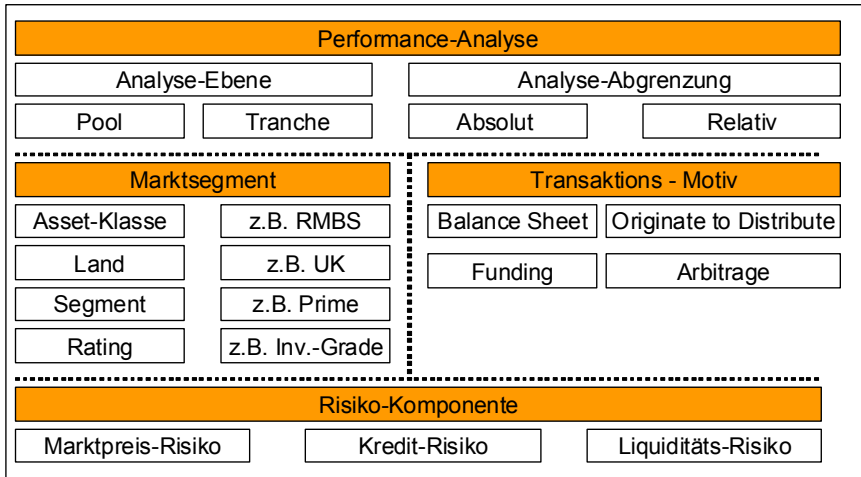 Performance-Analyse
Analyse-Ebene Analyse-Abgrenzung
Pool Tranche Absolut Relativ
Marktsegment Transaktions - Motiv
Asset-Klasse z.B. RMBS Balance Sheet Originate to Distribute
Land z.B. UK Funding Arbitrage
Segment z.B. Prime
Rating z.B. Inv.-Grade
Risiko-Komponente
Marktpreis-Risiko Kredit-Risiko Liquiditäts-Risiko